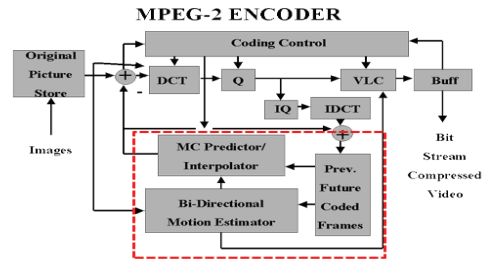 MPEG-2 ENCODER
Coding Control
Original
Picture
Store
+
-
DCT
Q
VLC
Buff
IQ
IDCT
+
Images
MC Predictor/
Interpolator
Prev.
Future
Coded
Frames
Bi-Directional
Motion Estimator
Bit
Stream
Compressed
Video